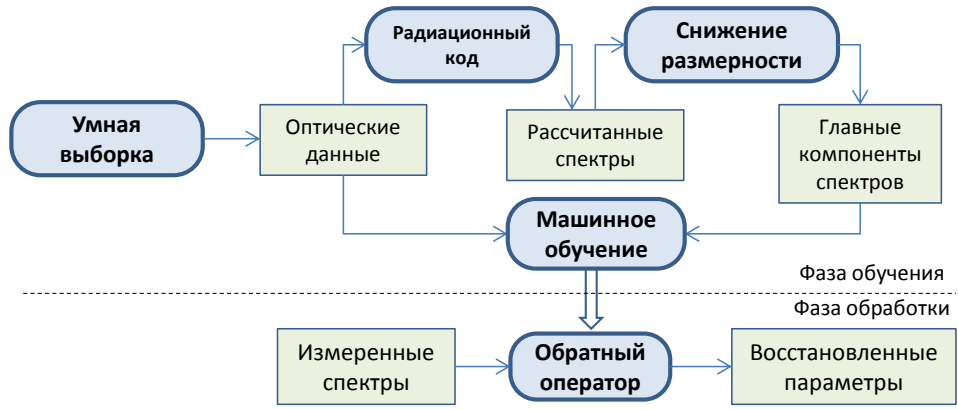 Радиационный
код
Снижение
размерности
Умная
выборка
Оптические
данные
Рассчитанные
спектры
Главные
компоненты
спектров
Машинное
обучение
Фаза обучения
Фаза обработки
Измеренные
спектры
Обратный
оператор
Восстановленные
параметры